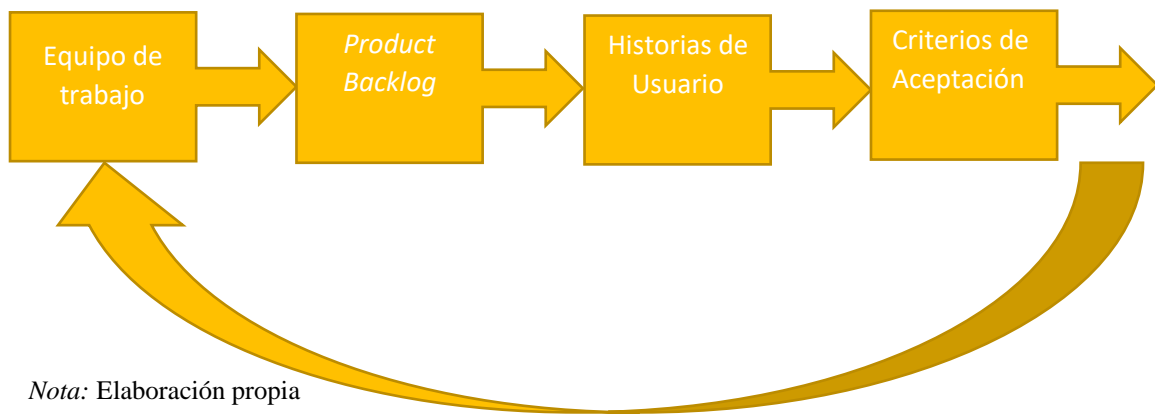 Equipo de
trabajo
Product
Backlog
Historias de
Usuario
Criterios de
Aceptación
Nota: Elaboración propia